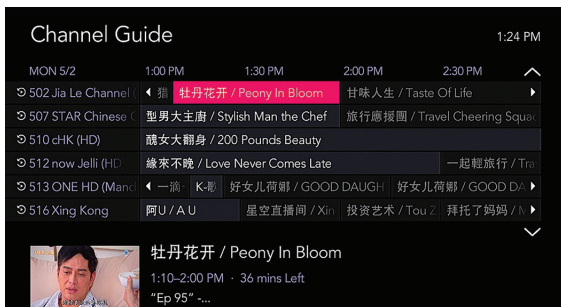 Channel Guide 1:24 PM
MON 5/2 1:00 PM 1:30 PM 2:00 PM 2:30 PM
502 Jia Le Channel ( 猎 牡丹花开 / Peony In Bloom 甘味人生 / Taste Of Life
507 STAR Chinese C 型男大主廚 / Stylish Man the Chef 旅行應援團 / Travel Cheering Squad
510 cHK (HD) 醜女大翻身 / 200 Pounds Beauty
512 now Jelli (HD) 緣來不晚 / Love Never Comes Late 一起輕旅行 / Tra
513 ONE HD (Mand 一滴 K-歌 好女儿荷娜 / GOOD DAUGH 好女儿荷娜 / GOOD DA
516 Xing Kong 阿U / A U 星空直播间 / Xin 投资艺术 / Tou Z 拜托了妈妈 /
牡丹花开 / Peony In Bloom
1:10–2:00 PM · 36 mins Left
"Ep 95" -...